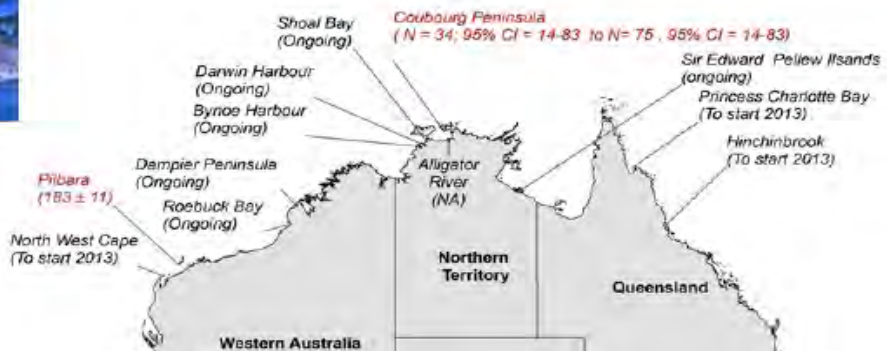 Shoal Bay
(Ongoing)
Coubourg Peninsula
( N = 34; 95% CI = 14-83 to N= 75 , 95% CI = 14-83)
Sir Edward Pellew Ilsands
(ongoing)
Darwin Harbour
(Ongoing)
Princess Charlotte Bay
(To start 2013)
Bynoe Harbour
(Ongoing)
Hinchinbrook
(To start 2013)
Dampier Peninsula
(Ongoing)
Alligator
River
(NA)
Pilbara
(183 ± 11)
Roebuck Bay
(Ongoing)
North West Cape
(To start 2013)
Northern
Territory
Queensland
Western Australia